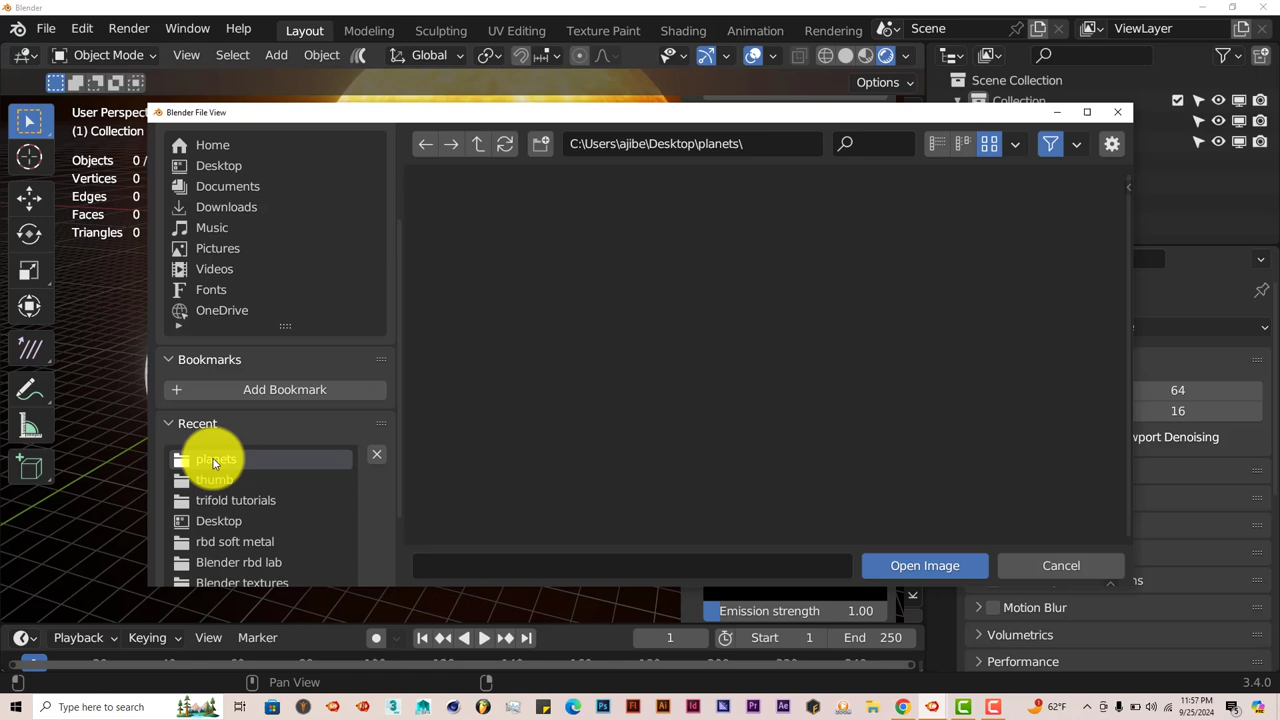 Blender
File Edit Render Window Help Layout Modeling Sculpting UV Editing Texture Paint Shading Animation Rendering Scene ViewLayer
Object Mode View Select Add Object Global
Options
User Perspec
(1) Collection
Objects 0 /
Vertices 0
Edges 0
Faces 0
Triangles 0
Scene Collection
Collection
Blender File View
Home
Desktop
Documents
Downloads
Music
Pictures
Videos
Fonts
OneDrive
Bookmarks
Add Bookmark
Recent
planets
thumb
trifold tutorials
Desktop
rbd soft metal
Blender rbd lab
Blender textures
C:\Users\ajibe\Desktop\planets\
Open Image Cancel
64
16
wport Denoising
Motion Blur
Volumetrics
Performance
Emission strength 1.00
Playback Keying View Marker 1 Start 1 End 250
Pan View 3.4.0
Type here to search
62°F
11:57 PM
9/25/2024